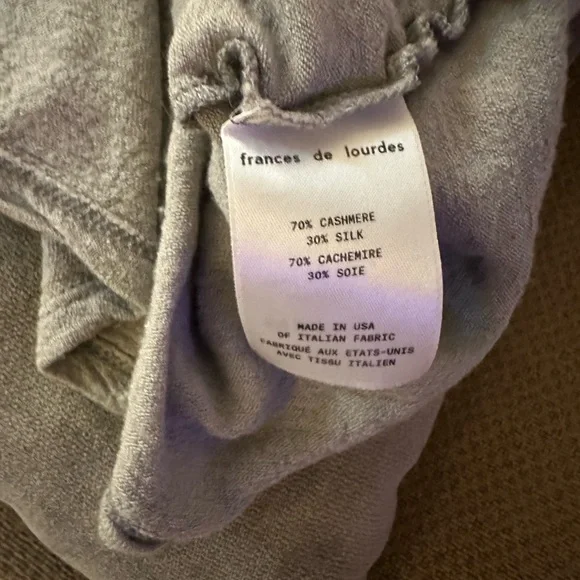 frances de lourdes
70% CASHMERE
30% SILK
70% CACHEMIRE
30% SOIE
MADE IN USA
OF ITALIAN FABRIC
FABRIQUÉ AUX ETATS-UNIS
AVEC TISSU ITALIEN